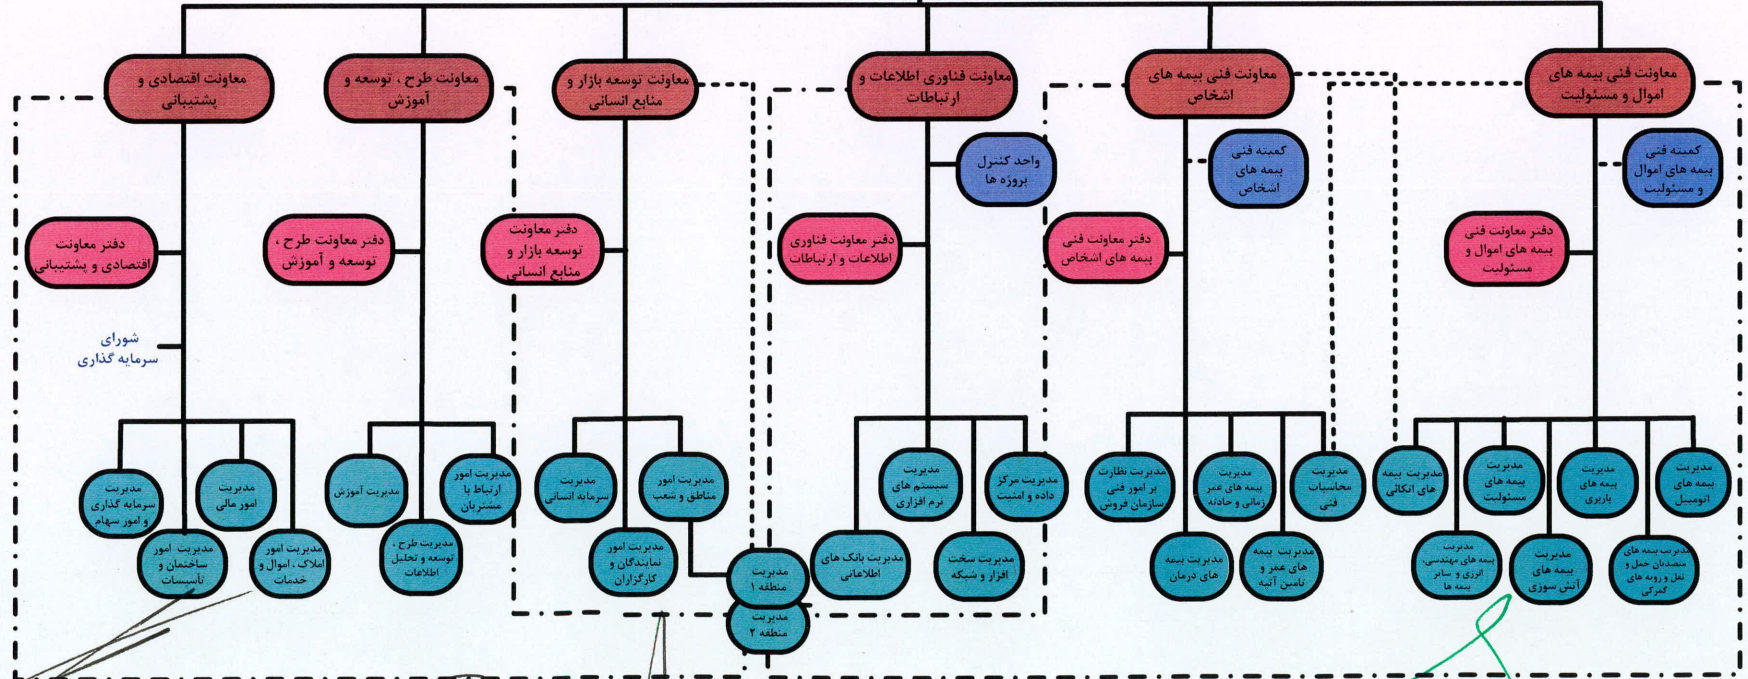 معاونت فنی بیمه های
اموال و مسئولیت
معاونت فنی بیمه های
اشخاص
معاونت فناوری اطلاعات و
ارتباطات
معاونت توسعه بازار و
منابع انسانی
معاونت طرح ، توسعه و
آموزش
معاونت اقتصادی و
پشتیبانی
کمیته فنی
بیمه های اموال
و مسئولیت
کمیته فنی
بیمه های
اشخاص
واحد کنترل
پروژه ها
دفتر معاونت فنی
بیمه های اموال و
مسئولیت
دفتر معاونت فنی
بیمه های اشخاص
دفتر معاونت فناوری
اطلاعات و ارتباطات
دفتر معاونت
توسعه بازار و
منابع انسانی
دفتر معاونت طرح ،
توسعه و آموزش
دفتر معاونت
اقتصادی و پشتیبانی
شورای
سرمایه گذاری
مدیریت
بیمه های
اتومبیل
مدیریت
بیمه های
باربری
مدیریت
بیمه های
مسئولیت
مدیریت بیمه
های اتکائی
مدیریت
محاسبات
فنی
مدیریت
بیمه های عمر
زمانی و حادثه
مدیریت نظارت
بر امور فنی
سازمان فروش
مدیریت مرکز
داده و امنیت
مدیریت
سیستم های
نرم افزاری
مدیریت امور
مناطق و شعب
مدیریت
سرمایه انسانی
مدیریت امور
ارتباط با
مشتریان
مدیریت آموزش
مدیریت
امور مالی
مدیریت
سرمایه گذاری
و امور سهام
مدیریت بیمه های
متصدیان حمل و
نقل و رویه های
گمرکی
مدیریت
بیمه های
آتش سوزی
مدیریت
بیمه های مهندسی،
انرژی و سایر
بیمه ها
مدیریت بیمه
های عمر و
تامین آتیه
مدیریت بیمه
های درمان
مدیریت سخت
افزار و شبکه
مدیریت بانک های
اطلاعاتی
مدیریت
منطقه ۱
مدیریت
منطقه ۲
مدیریت امور
نمایندگان و
کارگزاران
مدیریت طرح ،
توسعه و تحلیل
اطلاعات
مدیریت امور
املاک ، اموال و
خدمات
مدیریت امور
ساختمان و
تأسیسات